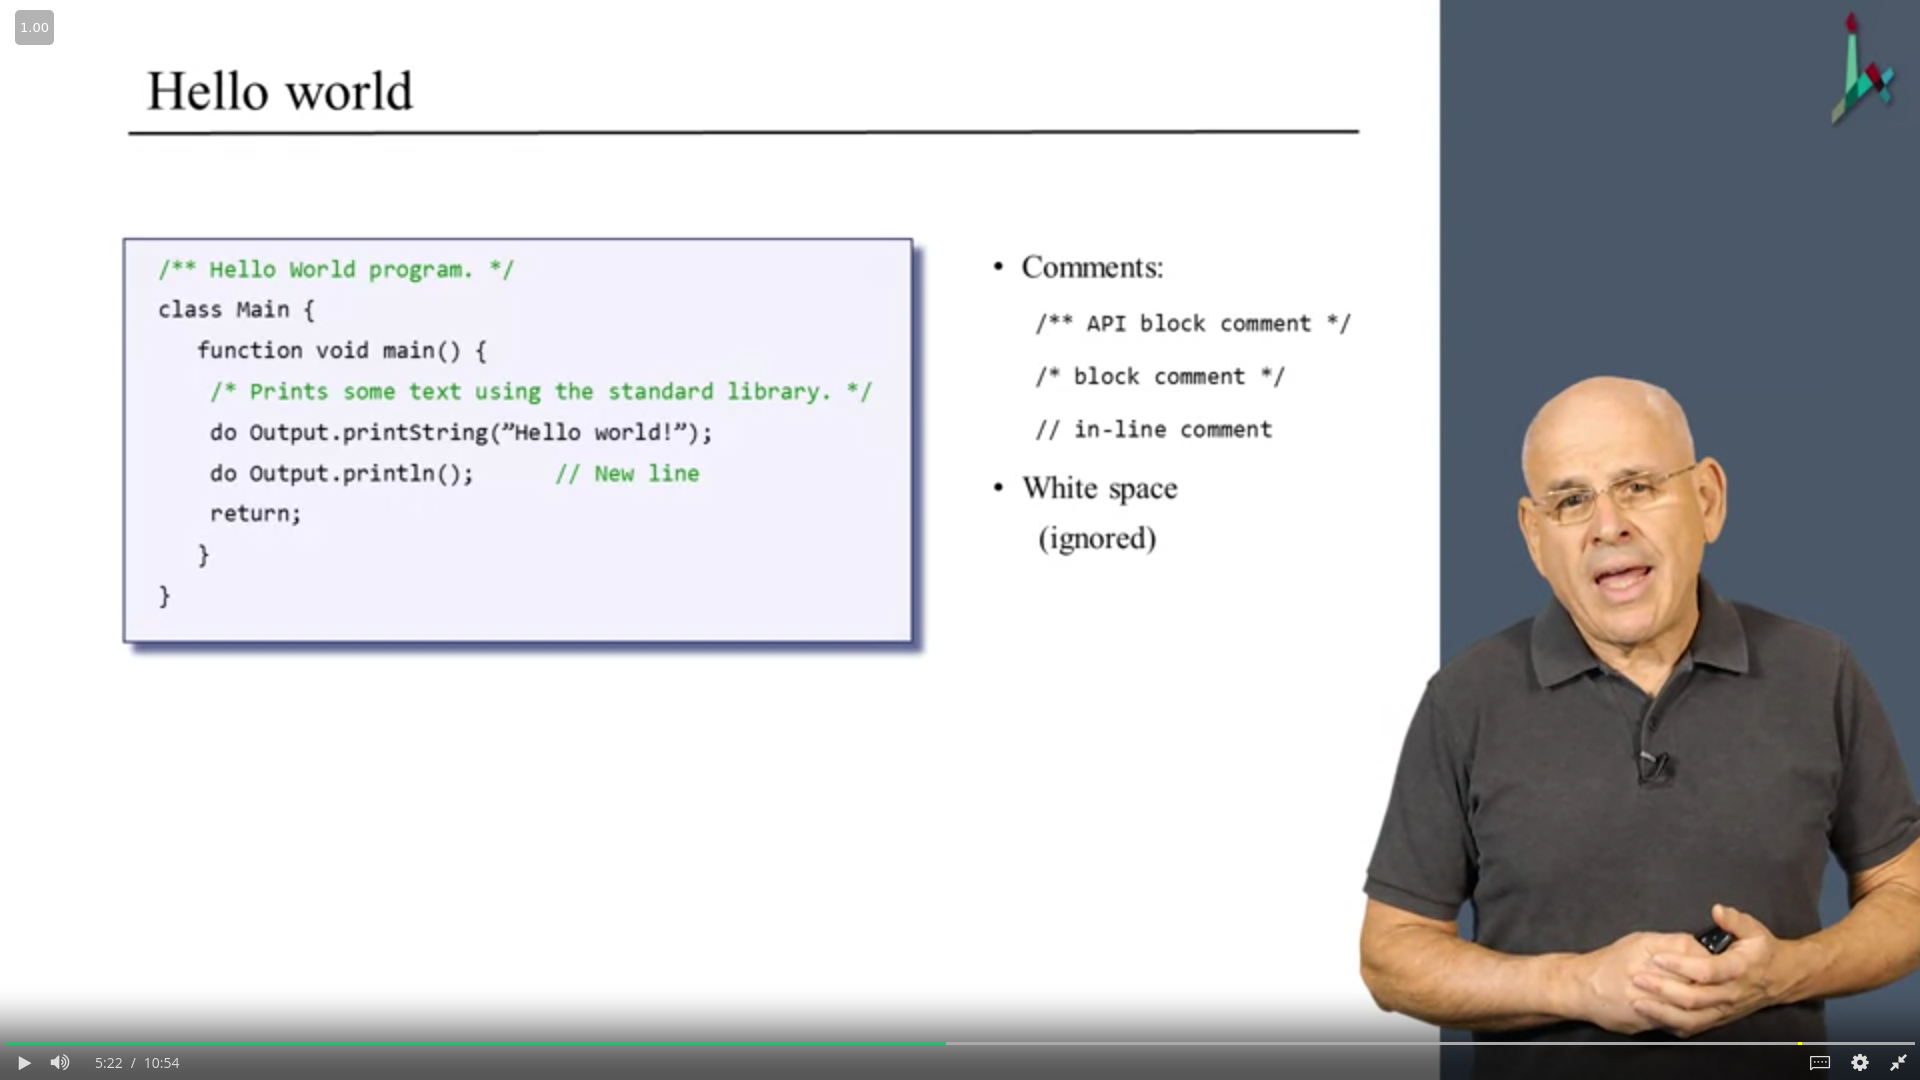 1.00
Hello world
/** Hello World program. */
class Main {
function void main() {
/* Prints some text using the standard library. */
do Output.printString(”Hello world!”);
do Output.println(); // New line
return;
}
}
• Comments:
/** API block comment */
/* block comment */
// in-line comment
• White space
(ignored)
5:22 / 10:54